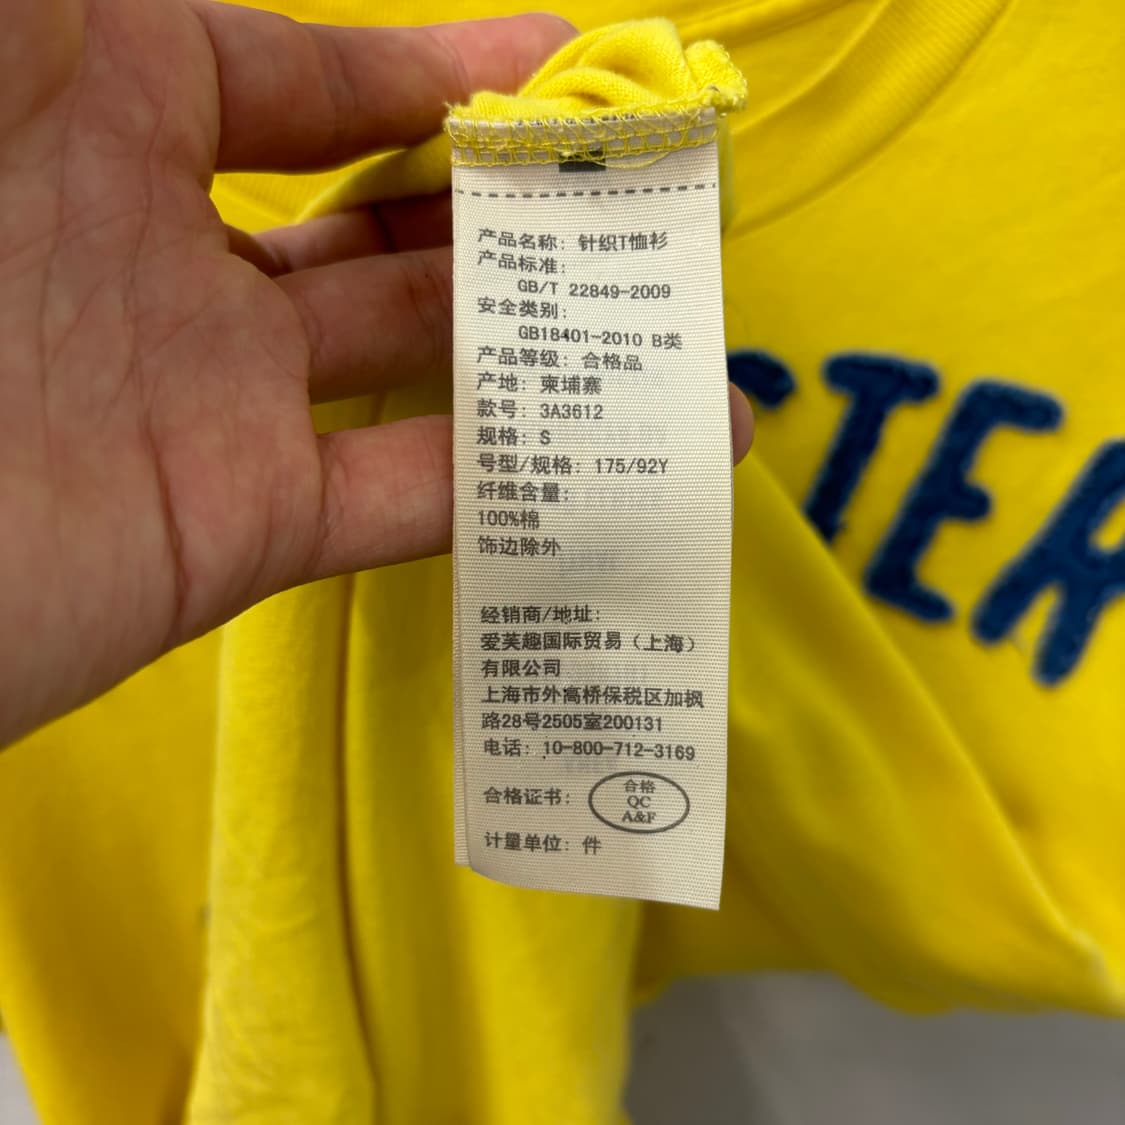 产品名称：针织T恤衫
产品标准：
GB/T 22849-2009
安全类别：
GB18401-2010 B类
产品等级：合格品
产地：柬埔寨
款号：3A3612
规格：S
号型/规格：175/92Y
纤维含量：
100%棉
饰边除外
经销商/地址：
爱芙趣国际贸易（上海）
有限公司
上海市外高桥保税区加枫
路28号2505室200131
电话：10-800-712-3169
合格证书：
合格
QC
A&F
计量单位：件
STER